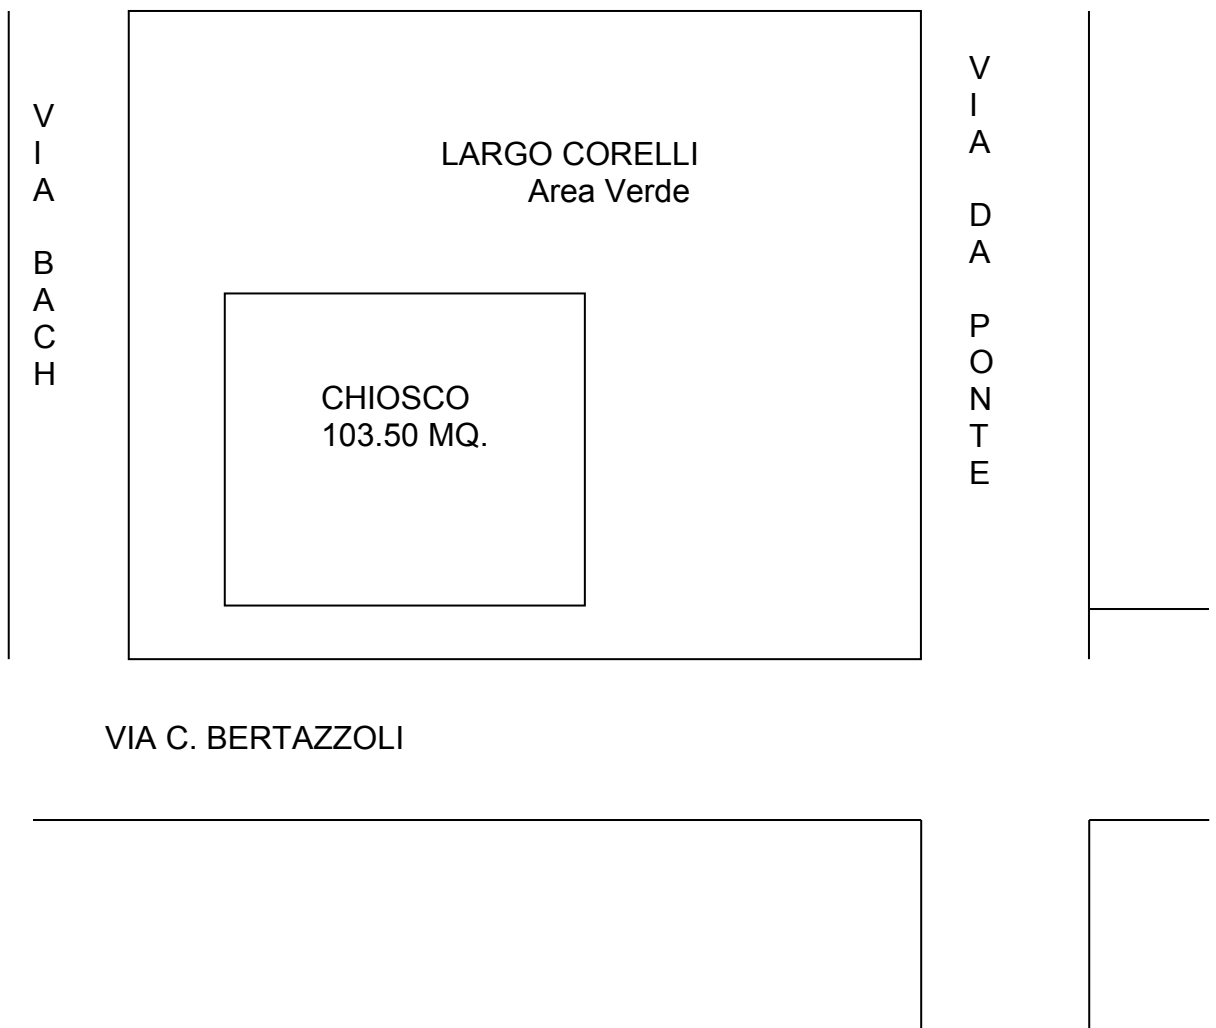 VIA BACH
LARGO CORELLI
Area Verde
CHIOSCO
103.50 MQ.
VIA DA PONTE
VIA C. BERTAZZOLI